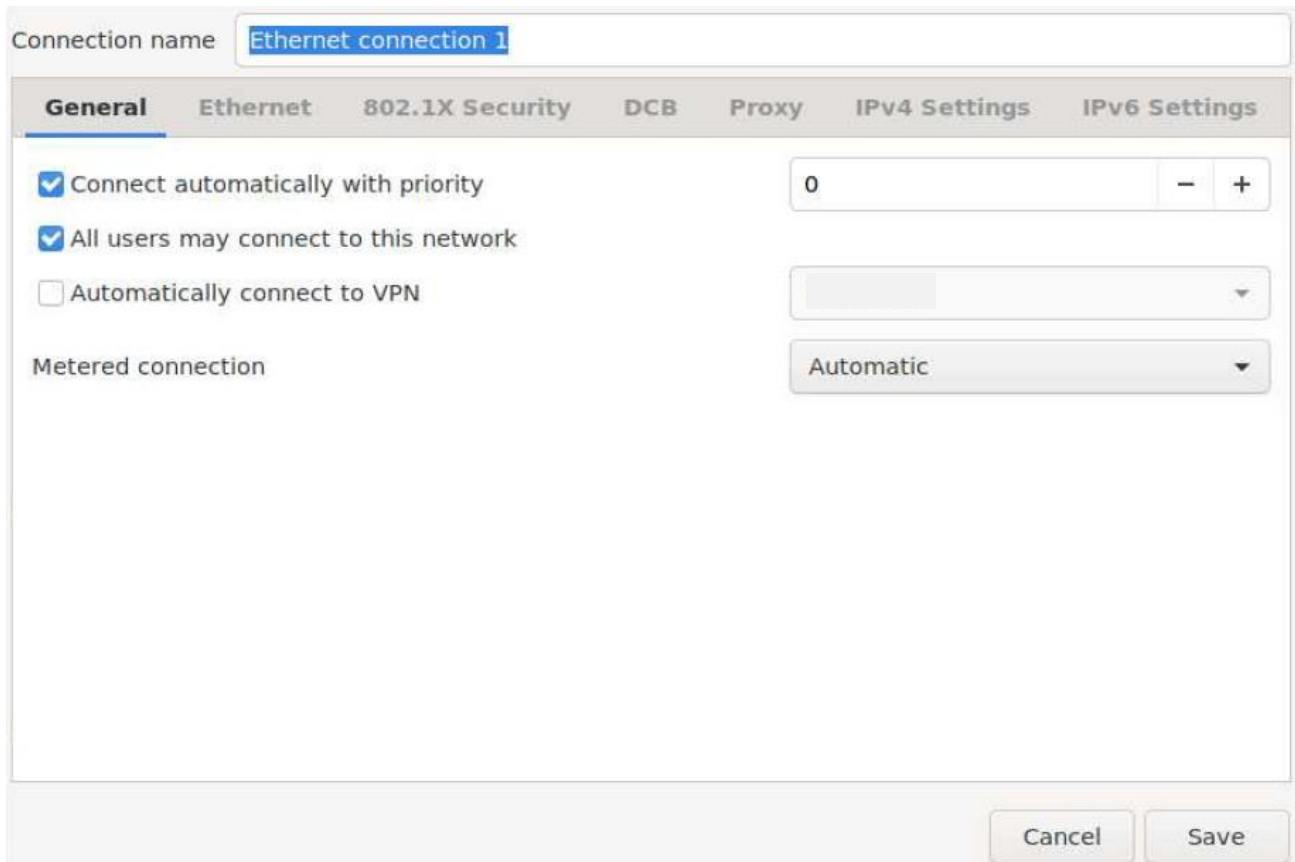 Connection name Ethernet connection 1
General Ethernet 802.1X Security DCB Proxy IPv4 Settings IPv6 Settings
Connect automatically with priority 0 − +
All users may connect to this network
Automatically connect to VPN
Metered connection Automatic
Cancel Save